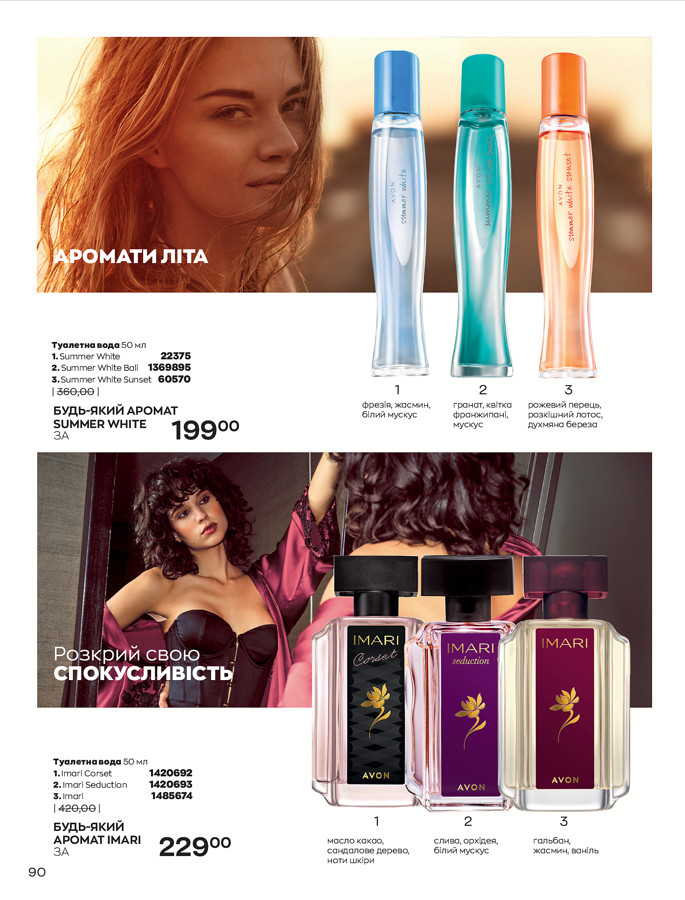 АРОМАТИ ЛІТА
AVON
summer white
AVON
AVON
summer white sunset
Туалетна вода 50 мл
1. Summer White 22375
2. Summer White Bali 1369895
3. Summer White Sunset 60570
| 360,00 |
БУДЬ-ЯКИЙ АРОМАТ
SUMMER WHITE
ЗА 199⁰⁰
1
фрезія, жасмин,
білий мускус
2
гранат, квітка
франжипані,
мускус
3
рожевий перець,
розкішний лотос,
духмяна береза
Розкрий свою
СПОКУСЛИВІСТЬ
IMARI
Corset
AVON
IMARI
seduction
AVON
IMARI
AVON
Туалетна вода 50 мл
1. Imari Corset 1420692
2. Imari Seduction 1420693
3. Imari 1485674
| 420,00 |
БУДЬ-ЯКИЙ
АРОМАТ IMARI
ЗА 229⁰⁰
1
масло какао,
сандалове дерево,
ноти шкіри
2
слива, орхідея,
білий мускус
3
гальбан,
жасмин, ваніль
90